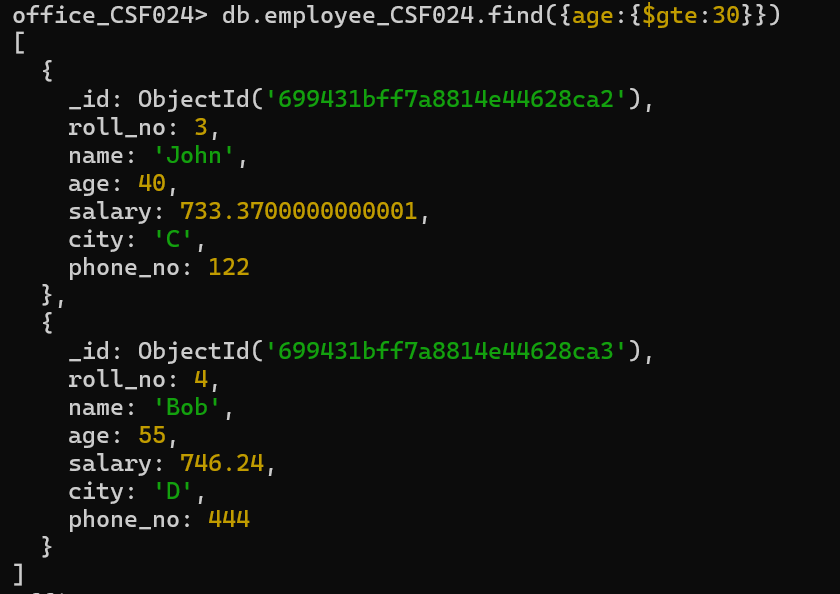 office_CSF024> db.employee_CSF024.find({age:{$gte:30}})
[
  {
    _id: ObjectId('699431bff7a8814e44628ca2'),
    roll_no: 3,
    name: 'John',
    age: 40,
    salary: 733.3700000000001,
    city: 'C',
    phone_no: 122
  },
  {
    _id: ObjectId('699431bff7a8814e44628ca3'),
    roll_no: 4,
    name: 'Bob',
    age: 55,
    salary: 746.24,
    city: 'D',
    phone_no: 444
  }
]